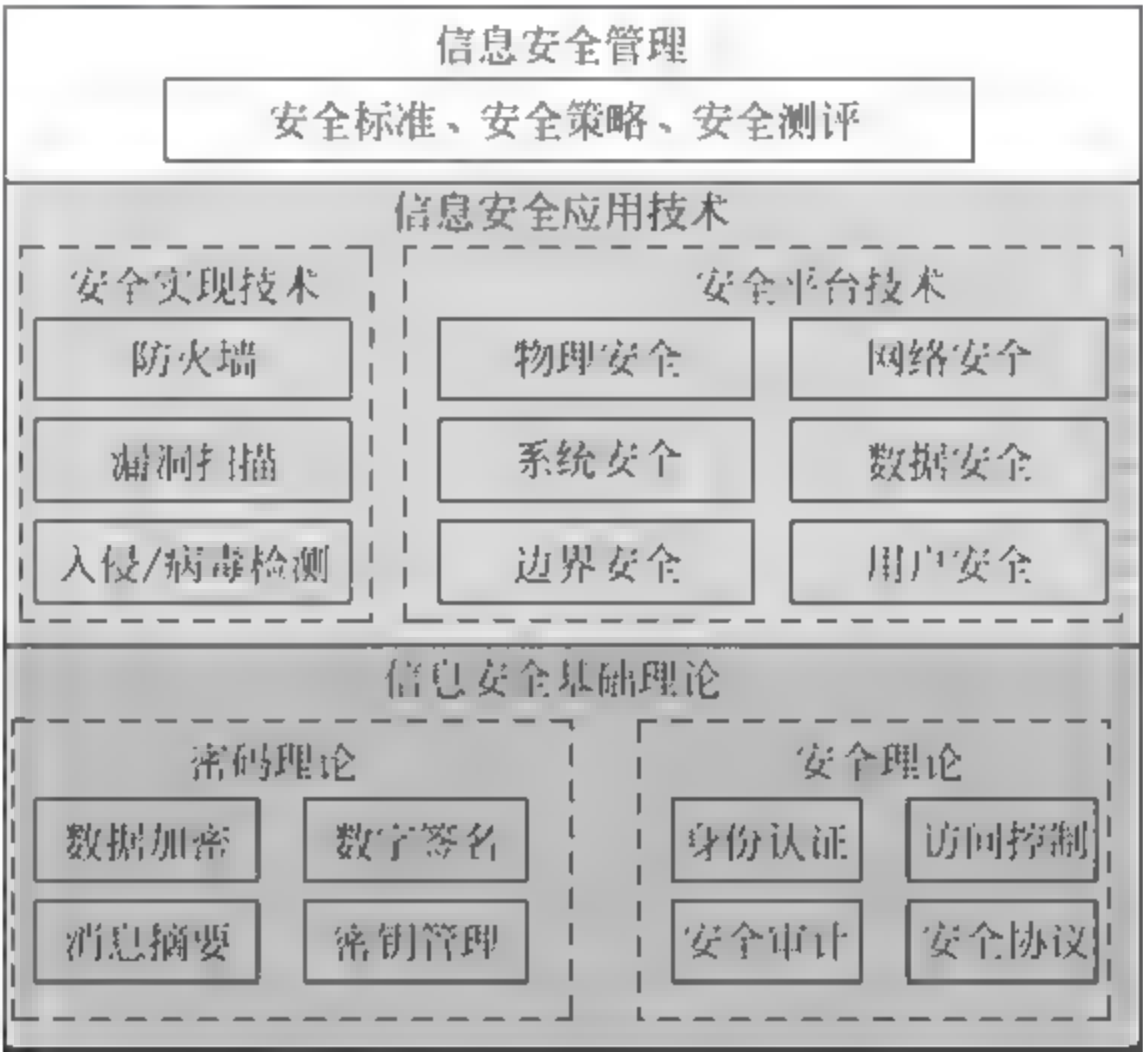 信息安全管理
安全标准、安全策略、安全测评
信息安全应用技术
安全实现技术
防火墙
漏洞扫描
入侵/病毒检测
安全平台技术
物理安全
网络安全
系统安全
数据安全
边界安全
用户安全
信息安全基础理论
密码理论
数据加密
数字签名
消息摘要
密钥管理
安全理论
身份认证
访问控制
安全审计
安全协议